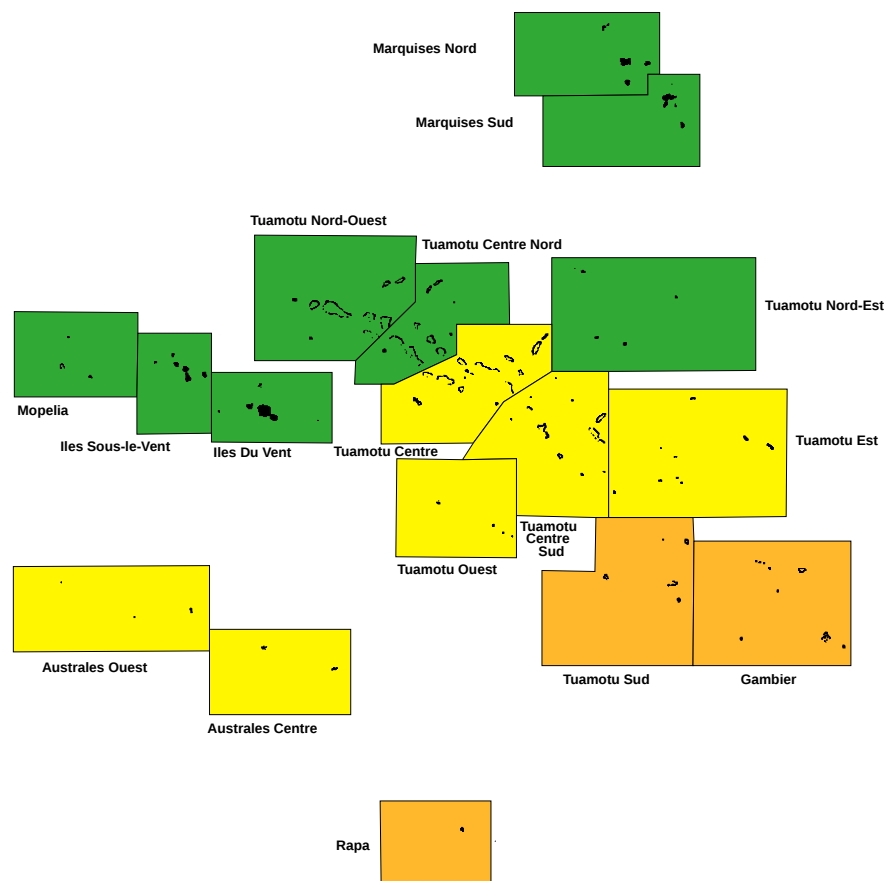 Marquises Nord
Marquises Sud
Tuamotu Nord-Ouest
Tuamotu Centre Nord
Tuamotu Nord-Est
Mopelia
Iles Sous-le-Vent
Iles Du Vent
Tuamotu Centre
Tuamotu Est
Tuamotu
Centre
Sud
Tuamotu Ouest
Australes Ouest
Tuamotu Sud
Gambier
Australes Centre
Rapa